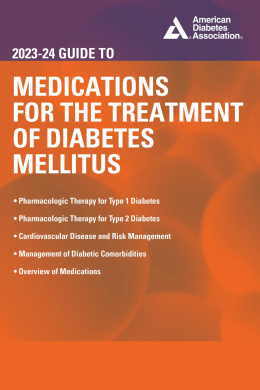 American
Diabetes
Association®
2023-24 GUIDE TO
MEDICATIONS
FOR THE TREATMENT
OF DIABETES
MELLITUS
• Pharmacologic Therapy for Type 1 Diabetes
• Pharmacologic Therapy for Type 2 Diabetes
• Cardiovascular Disease and Risk Management
• Management of Diabetic Comorbidities
• Overview of Medications